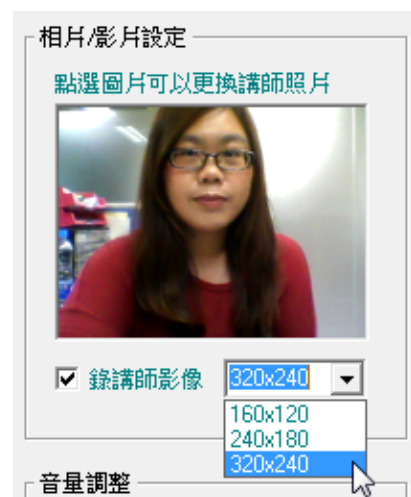 相片/影片設定
點選圖片可以更換講師照片
錄講師影像 320x240
160x120
240x180
320x240
音量調整